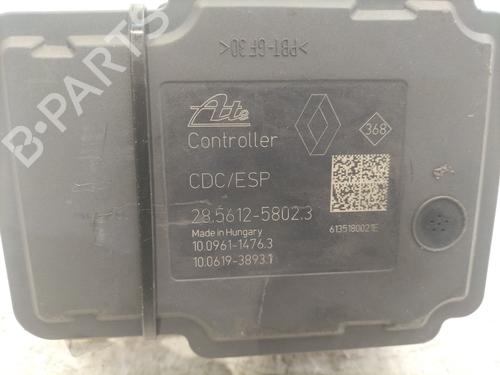 >PBT-GF30<
B-PARTS
Ate
368
Controller
CDC/ESP
28.5612-5802.3
Made in Hungary
6135180021E
10.0961-1476.3
10.0619-3893.1